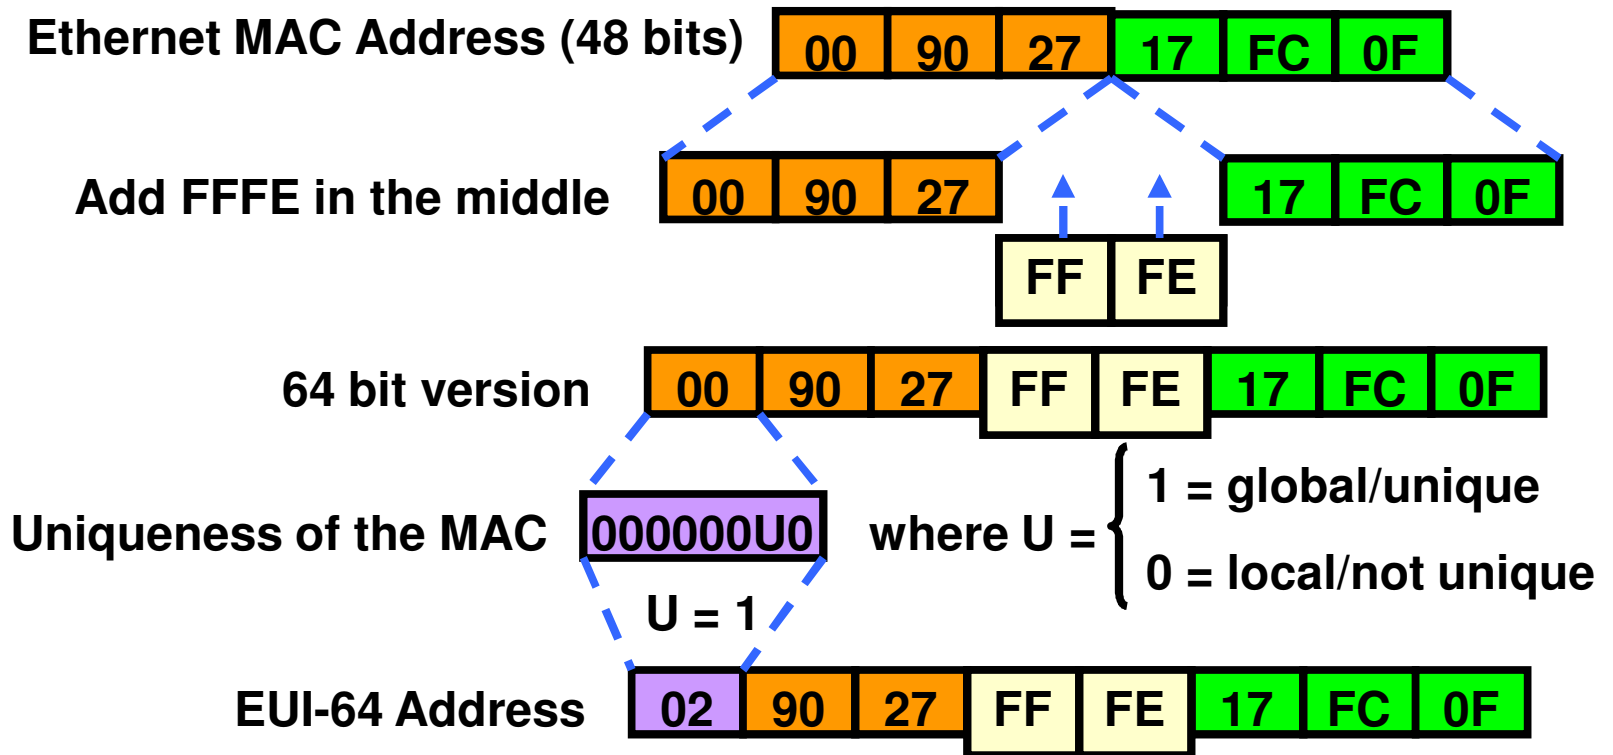 Ethernet MAC Address (48 bits) 00 90 27 17 FC 0F
Add FFFE in the middle 00 90 27 17 FC 0F
FF FE
64 bit version 00 90 27 FF FE 17 FC 0F
1 = global/unique
Uniqueness of the MAC 000000U0 where U =
0 = local/not unique
U = 1
EUI-64 Address 02 90 27 FF FE 17 FC 0F